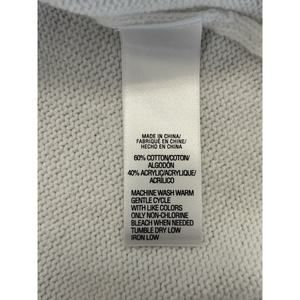 MADE IN CHINA/
FABRIQUÉ EN CHINE/
HECHO EN CHINA
60% COTTON/COTON/
ALGODÓN
40% ACRYLIC/ACRYLIQUE/
ACRÍLICO
MACHINE WASH WARM
GENTLE CYCLE
WITH LIKE COLORS
ONLY NON-CHLORINE
BLEACH WHEN NEEDED
TUMBLE DRY LOW
IRON LOW